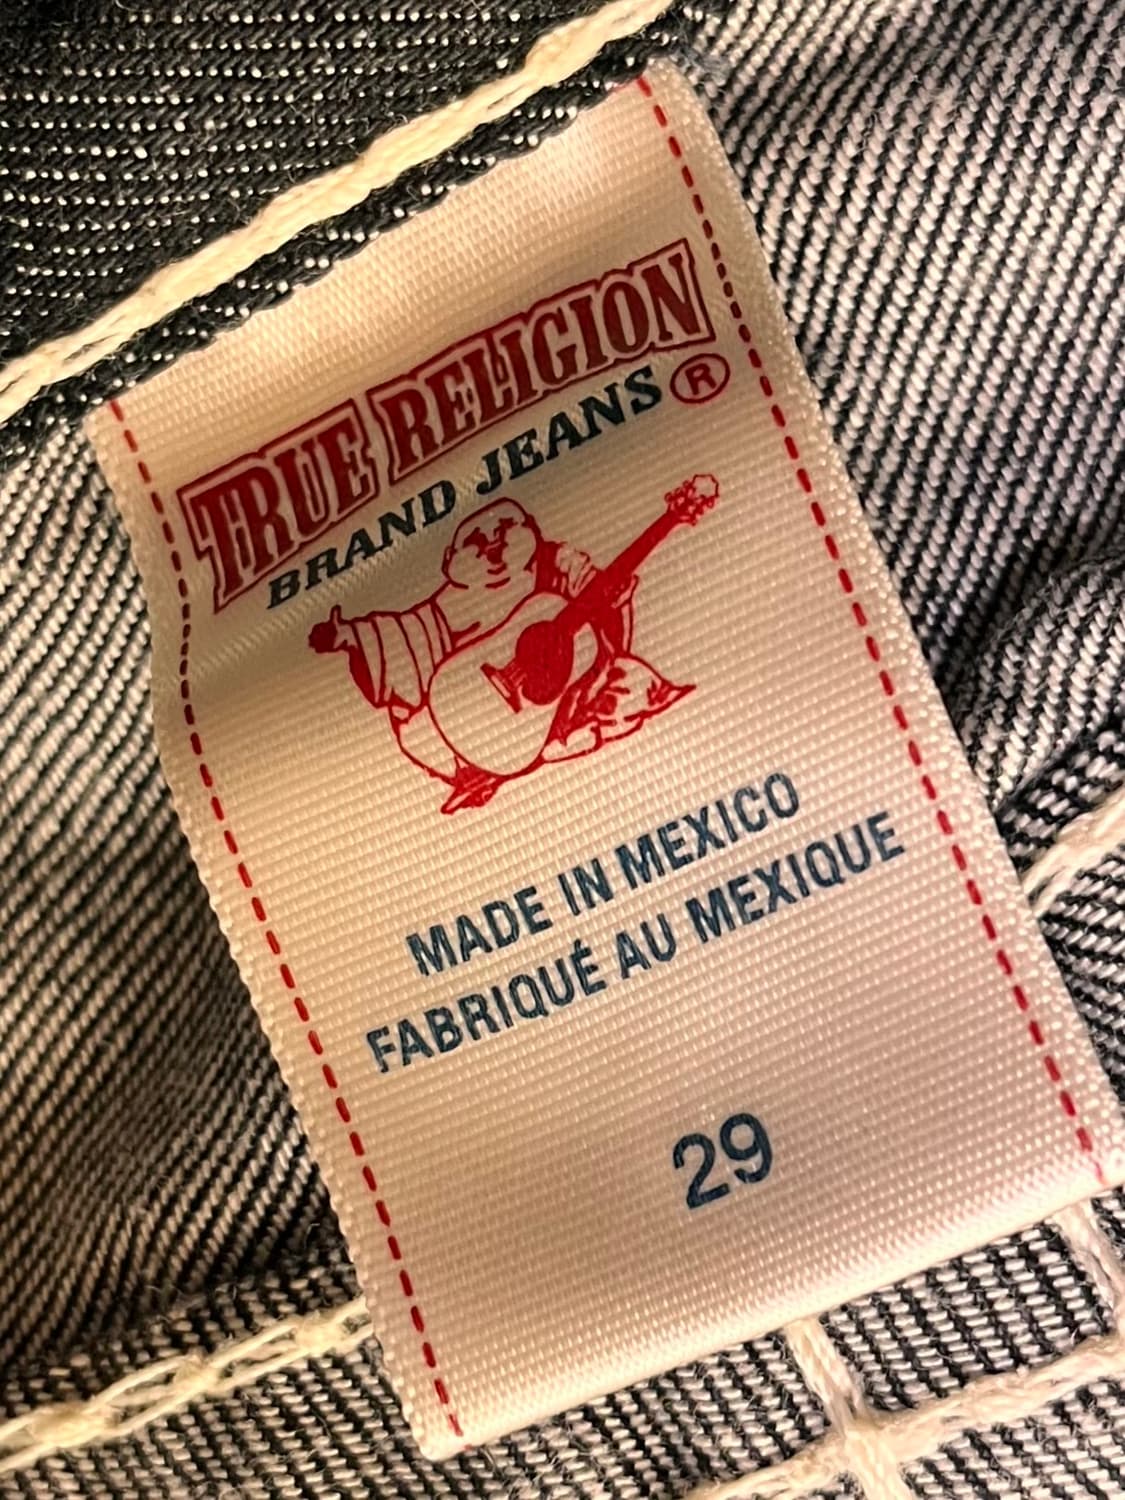 TRUE RELIGION
BRAND JEANS®
MADE IN MEXICO
FABRIQUÉ AU MEXIQUE
29